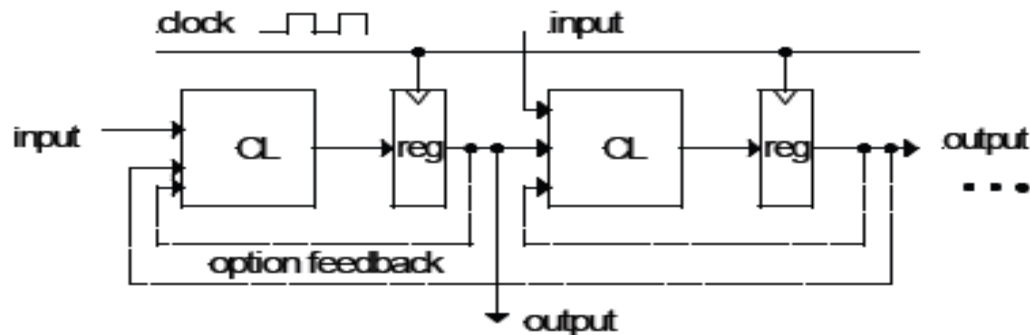 clock
input
input
CL
reg
CL
reg
output
option feedback
output